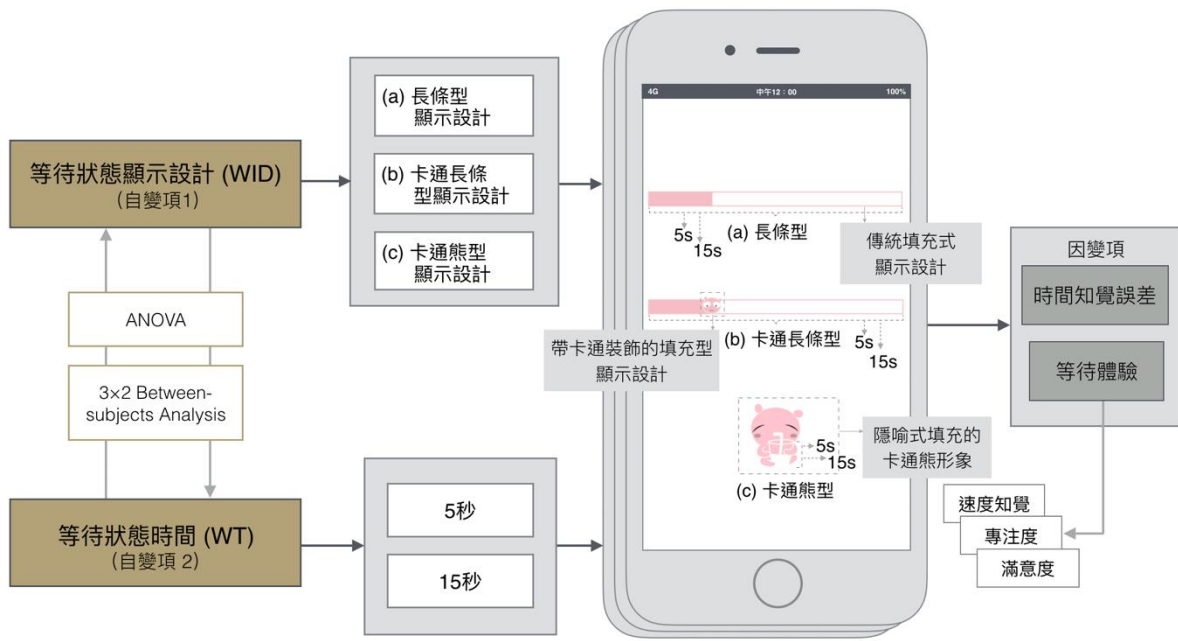 等待狀態顯示設計 (WID)
(自變項1)
ANOVA
3×2 Between-
subjects Analysis
等待狀態時間 (WT)
(自變項 2)
(a) 長條型
顯示設計
(b) 卡通長條
型顯示設計
(c) 卡通熊型
顯示設計
5秒
15秒
4G 中午12：00 100%
5s
15s
(a) 長條型
傳統填充式
顯示設計
帶卡通裝飾的填充型
顯示設計
(b) 卡通長條型
5s
15s
5s
15s
(c) 卡通熊型
隱喻式填充的
卡通熊形象
因變項
時間知覺誤差
等待體驗
速度知覺
專注度
滿意度